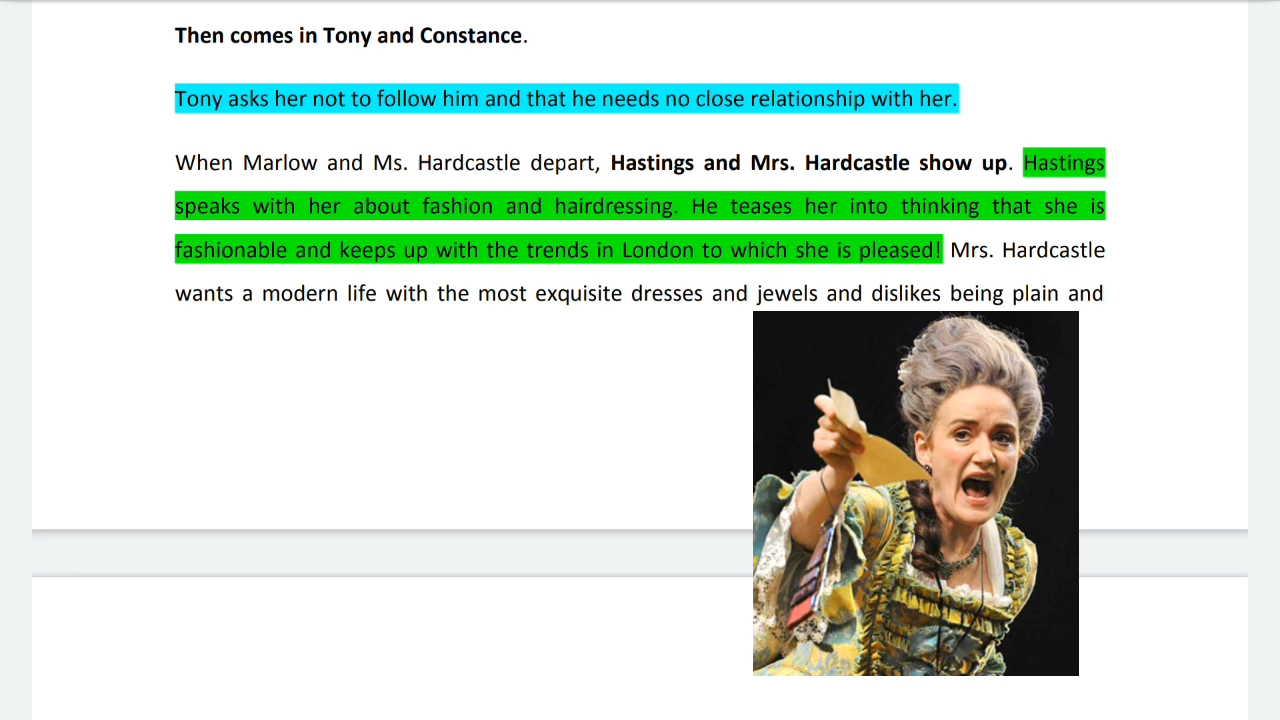 Then comes in Tony and Constance.
Tony asks her not to follow him and that he needs no close relationship with her.
When Marlow and Ms. Hardcastle depart, Hastings and Mrs. Hardcastle show up. Hastings
speaks with her about fashion and hairdressing. He teases her into thinking that she is
fashionable and keeps up with the trends in London to which she is pleased! Mrs. Hardcastle
wants a modern life with the most exquisite dresses and jewels and dislikes being plain and